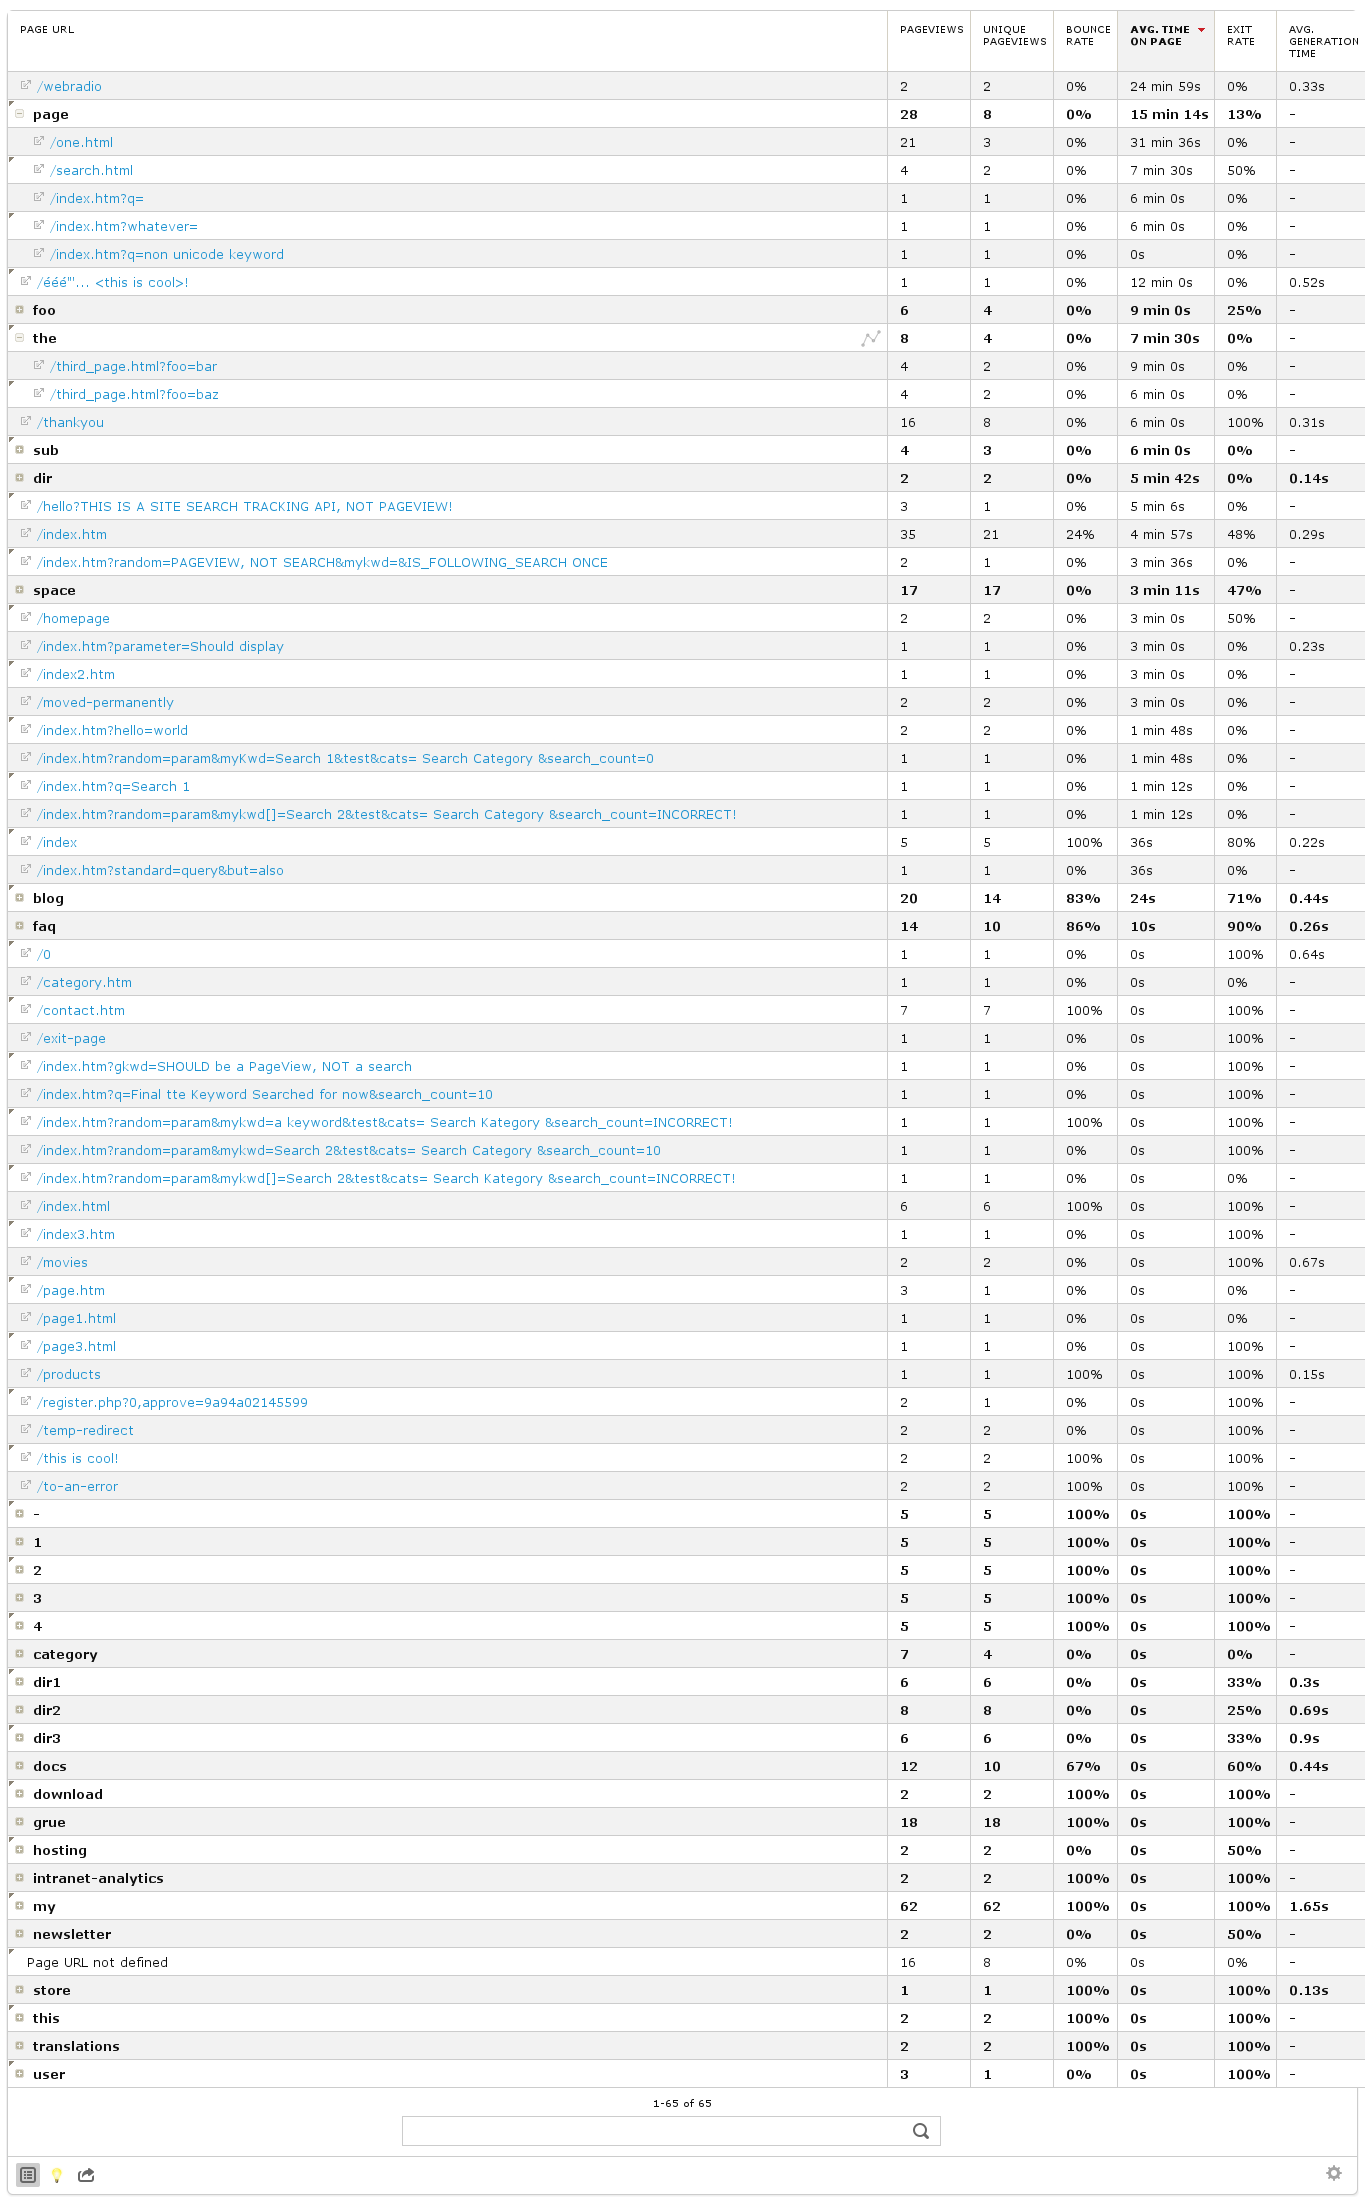 PAGE URL PAGEVIEWS UNIQUE PAGEVIEWS BOUNCE RATE AVG. TIME ON PAGE EXIT RATE AVG. GENERATION TIME
/webradio 2 2 0% 24 min 59s 0% 0.33s
page 28 8 0% 15 min 14s 13% -
/one.html 21 3 0% 31 min 36s 0% -
/search.html 4 2 0% 7 min 30s 50% -
/index.htm?q= 1 1 0% 6 min 0s 0% -
/index.htm?whatever= 1 1 0% 6 min 0s 0% -
/index.htm?q=non unicode keyword 1 1 0% 0s 0% -
/ééé"'... <this is cool>! 1 1 0% 12 min 0s 0% 0.52s
foo 6 4 0% 9 min 0s 25% -
the 8 4 0% 7 min 30s 0% -
/third_page.html?foo=bar 4 2 0% 9 min 0s 0% -
/third_page.html?foo=baz 4 2 0% 6 min 0s 0% -
/thankyou 16 8 0% 6 min 0s 100% 0.31s
sub 4 3 0% 6 min 0s 0% -
dir 2 2 0% 5 min 42s 0% 0.14s
/hello?THIS IS A SITE SEARCH TRACKING API, NOT PAGEVIEW! 3 1 0% 5 min 6s 0% -
/index.htm 35 21 24% 4 min 57s 48% 0.29s
/index.htm?random=PAGEVIEW, NOT SEARCH&mykwd=&IS_FOLLOWING_SEARCH ONCE 2 1 0% 3 min 36s 0% -
space 17 17 0% 3 min 11s 47% -
/homepage 2 2 0% 3 min 0s 50% -
/index.htm?parameter=Should display 1 1 0% 3 min 0s 0% 0.23s
/index2.htm 1 1 0% 3 min 0s 0% -
/moved-permanently 2 2 0% 3 min 0s 0% -
/index.htm?hello=world 2 2 0% 1 min 48s 0% -
/index.htm?random=param&myKwd=Search 1&test&cats= Search Category &search_count=0 1 1 0% 1 min 48s 0% -
/index.htm?q=Search 1 1 1 0% 1 min 12s 0% -
/index.htm?random=param&mykwd[]=Search 2&test&cats= Search Category &search_count=INCORRECT! 1 1 0% 1 min 12s 0% -
/index 5 5 100% 36s 80% 0.22s
/index.htm?standard=query&but=also 1 1 0% 36s 0% -
blog 20 14 83% 24s 71% 0.44s
faq 14 10 86% 10s 90% 0.26s
/0 1 1 0% 0s 100% 0.64s
/category.htm 1 1 0% 0s 0% -
/contact.htm 7 7 100% 0s 100% -
/exit-page 1 1 0% 0s 100% -
/index.htm?gkwd=SHOULD be a PageView, NOT a search 1 1 0% 0s 100% -
/index.htm?q=Final tte Keyword Searched for now&search_count=10 1 1 0% 0s 100% -
/index.htm?random=param&mykwd=a keyword&test&cats= Search Kategory &search_count=INCORRECT! 1 1 100% 0s 100% -
/index.htm?random=param&mykwd=Search 2&test&cats= Search Category &search_count=10 1 1 0% 0s 100% -
/index.htm?random=param&mykwd[]=Search 2&test&cats= Search Kategory &search_count=INCORRECT! 1 1 0% 0s 0% -
/index.html 6 6 100% 0s 100% -
/index3.htm 1 1 0% 0s 100% -
/movies 2 2 0% 0s 100% 0.67s
/page.htm 3 1 0% 0s 0% -
/page1.html 1 1 0% 0s 0% -
/page3.html 1 1 0% 0s 100% -
/products 1 1 100% 0s 100% 0.15s
/register.php?0,approve=9a94a02145599 2 1 0% 0s 100% -
/temp-redirect 2 2 0% 0s 100% -
/this is cool! 2 2 100% 0s 100% -
/to-an-error 2 2 100% 0s 100% -
- 5 5 100% 0s 100% -
1 5 5 100% 0s 100% -
2 5 5 100% 0s 100% -
3 5 5 100% 0s 100% -
4 5 5 100% 0s 100% -
category 7 4 0% 0s 0% -
dir1 6 6 0% 0s 33% 0.3s
dir2 8 8 0% 0s 25% 0.69s
dir3 6 6 0% 0s 33% 0.9s
docs 12 10 67% 0s 60% 0.44s
download 2 2 100% 0s 100% -
grue 18 18 100% 0s 100% -
hosting 2 2 0% 0s 50% -
intranet-analytics 2 2 100% 0s 100% -
my 62 62 100% 0s 100% 1.65s
newsletter 2 2 0% 0s 50% -
Page URL not defined 16 8 0% 0s 0% -
store 1 1 100% 0s 100% 0.13s
this 2 2 100% 0s 100% -
translations 2 2 100% 0s 100% -
user 3 1 0% 0s 100% -
1-65 of 65